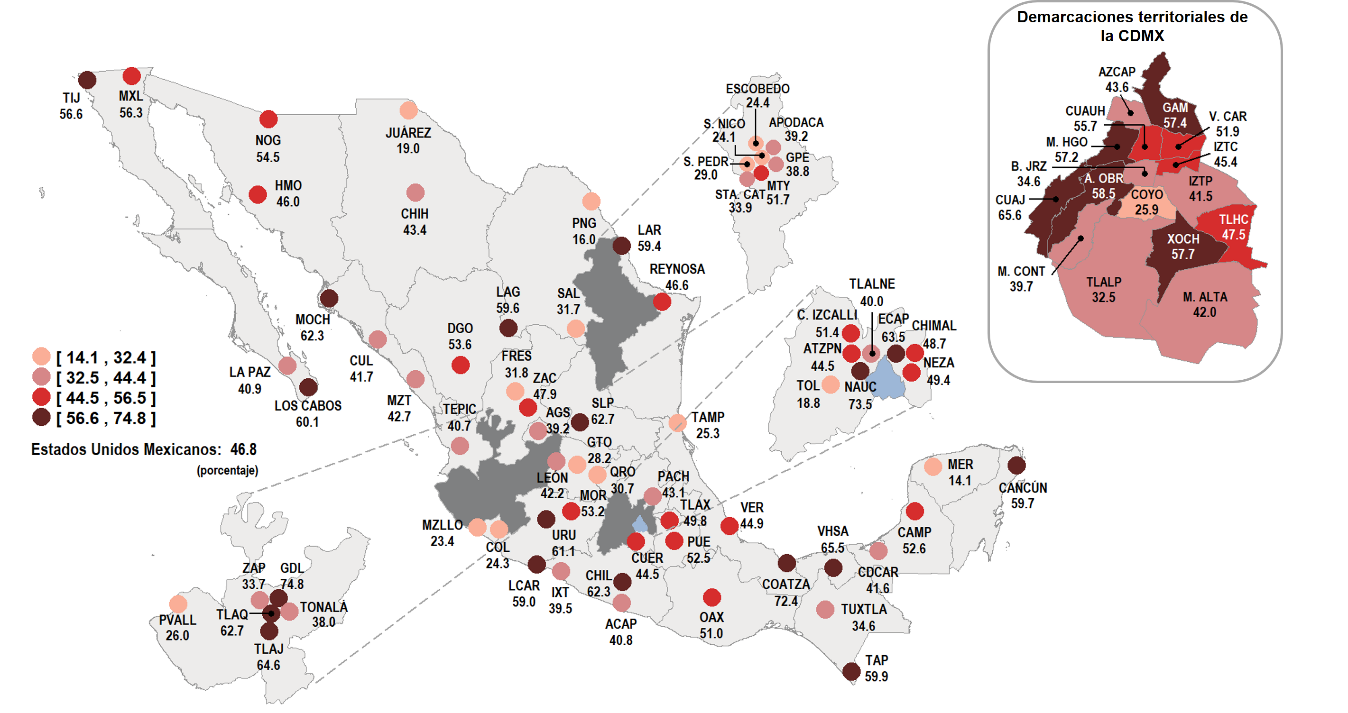 Demarcaciones territoriales de
la CDMX
AZCAP
43.6
CUAUH
55.7
GAM
57.4
V. CAR
51.9
M. HGO
57.2
IZTC
45.4
B. JRZ
34.6
A. OBR
58.5
IZTP
41.5
CUAJ
65.6
COYO
25.9
TLHC
47.5
XOCH
57.7
M. CONT
39.7
TLALP
32.5
M. ALTA
42.0
TIJ
56.6
MXL
56.3
NOG
54.5
HMO
46.0
JUÁREZ
19.0
CHIH
43.4
ESCOBEDO
24.4
S. NICO
24.1
APODACA
39.2
S. PEDR
29.0
GPE
38.8
STA. CAT
33.9
MTY
51.7
PNG
16.0
LAR
59.4
REYNOSA
46.6
MOCH
62.3
LAG
59.6
SAL
31.7
DGO
53.6
CUL
41.7
LA PAZ
40.9
LOS CABOS
60.1
MZT
42.7
FRES
31.8
ZAC
47.9
TEPIC
40.7
AGS
39.2
SLP
62.7
TAMP
25.3
[ 14.1 , 32.4 ]
[ 32.5 , 44.4 ]
[ 44.5 , 56.5 ]
[ 56.6 , 74.8 ]
Estados Unidos Mexicanos: 46.8
(porcentaje)
TLALNE
40.0
C. IZCALLI
51.4
ECAP
63.5
CHIMAL
48.7
ATZPN
44.5
NEZA
49.4
TOL
18.8
NAUC
73.5
GTO
28.2
LEÓN
42.2
QRO
30.7
PACH
43.1
MOR
53.2
TLAX
49.8
MZLLO
23.4
COL
24.3
URU
61.1
CUER
44.5
PUE
52.5
VER
44.9
LCAR
59.0
IXT
39.5
CHIL
62.3
ACAP
40.8
OAX
51.0
COATZA
72.4
VHSA
65.5
CDCAR
41.6
TUXTLA
34.6
TAP
59.9
MER
14.1
CANCÚN
59.7
CAMP
52.6
ZAP
33.7
GDL
74.8
PVALL
26.0
TLAQ
62.7
TONALÁ
38.0
TLAJ
64.6